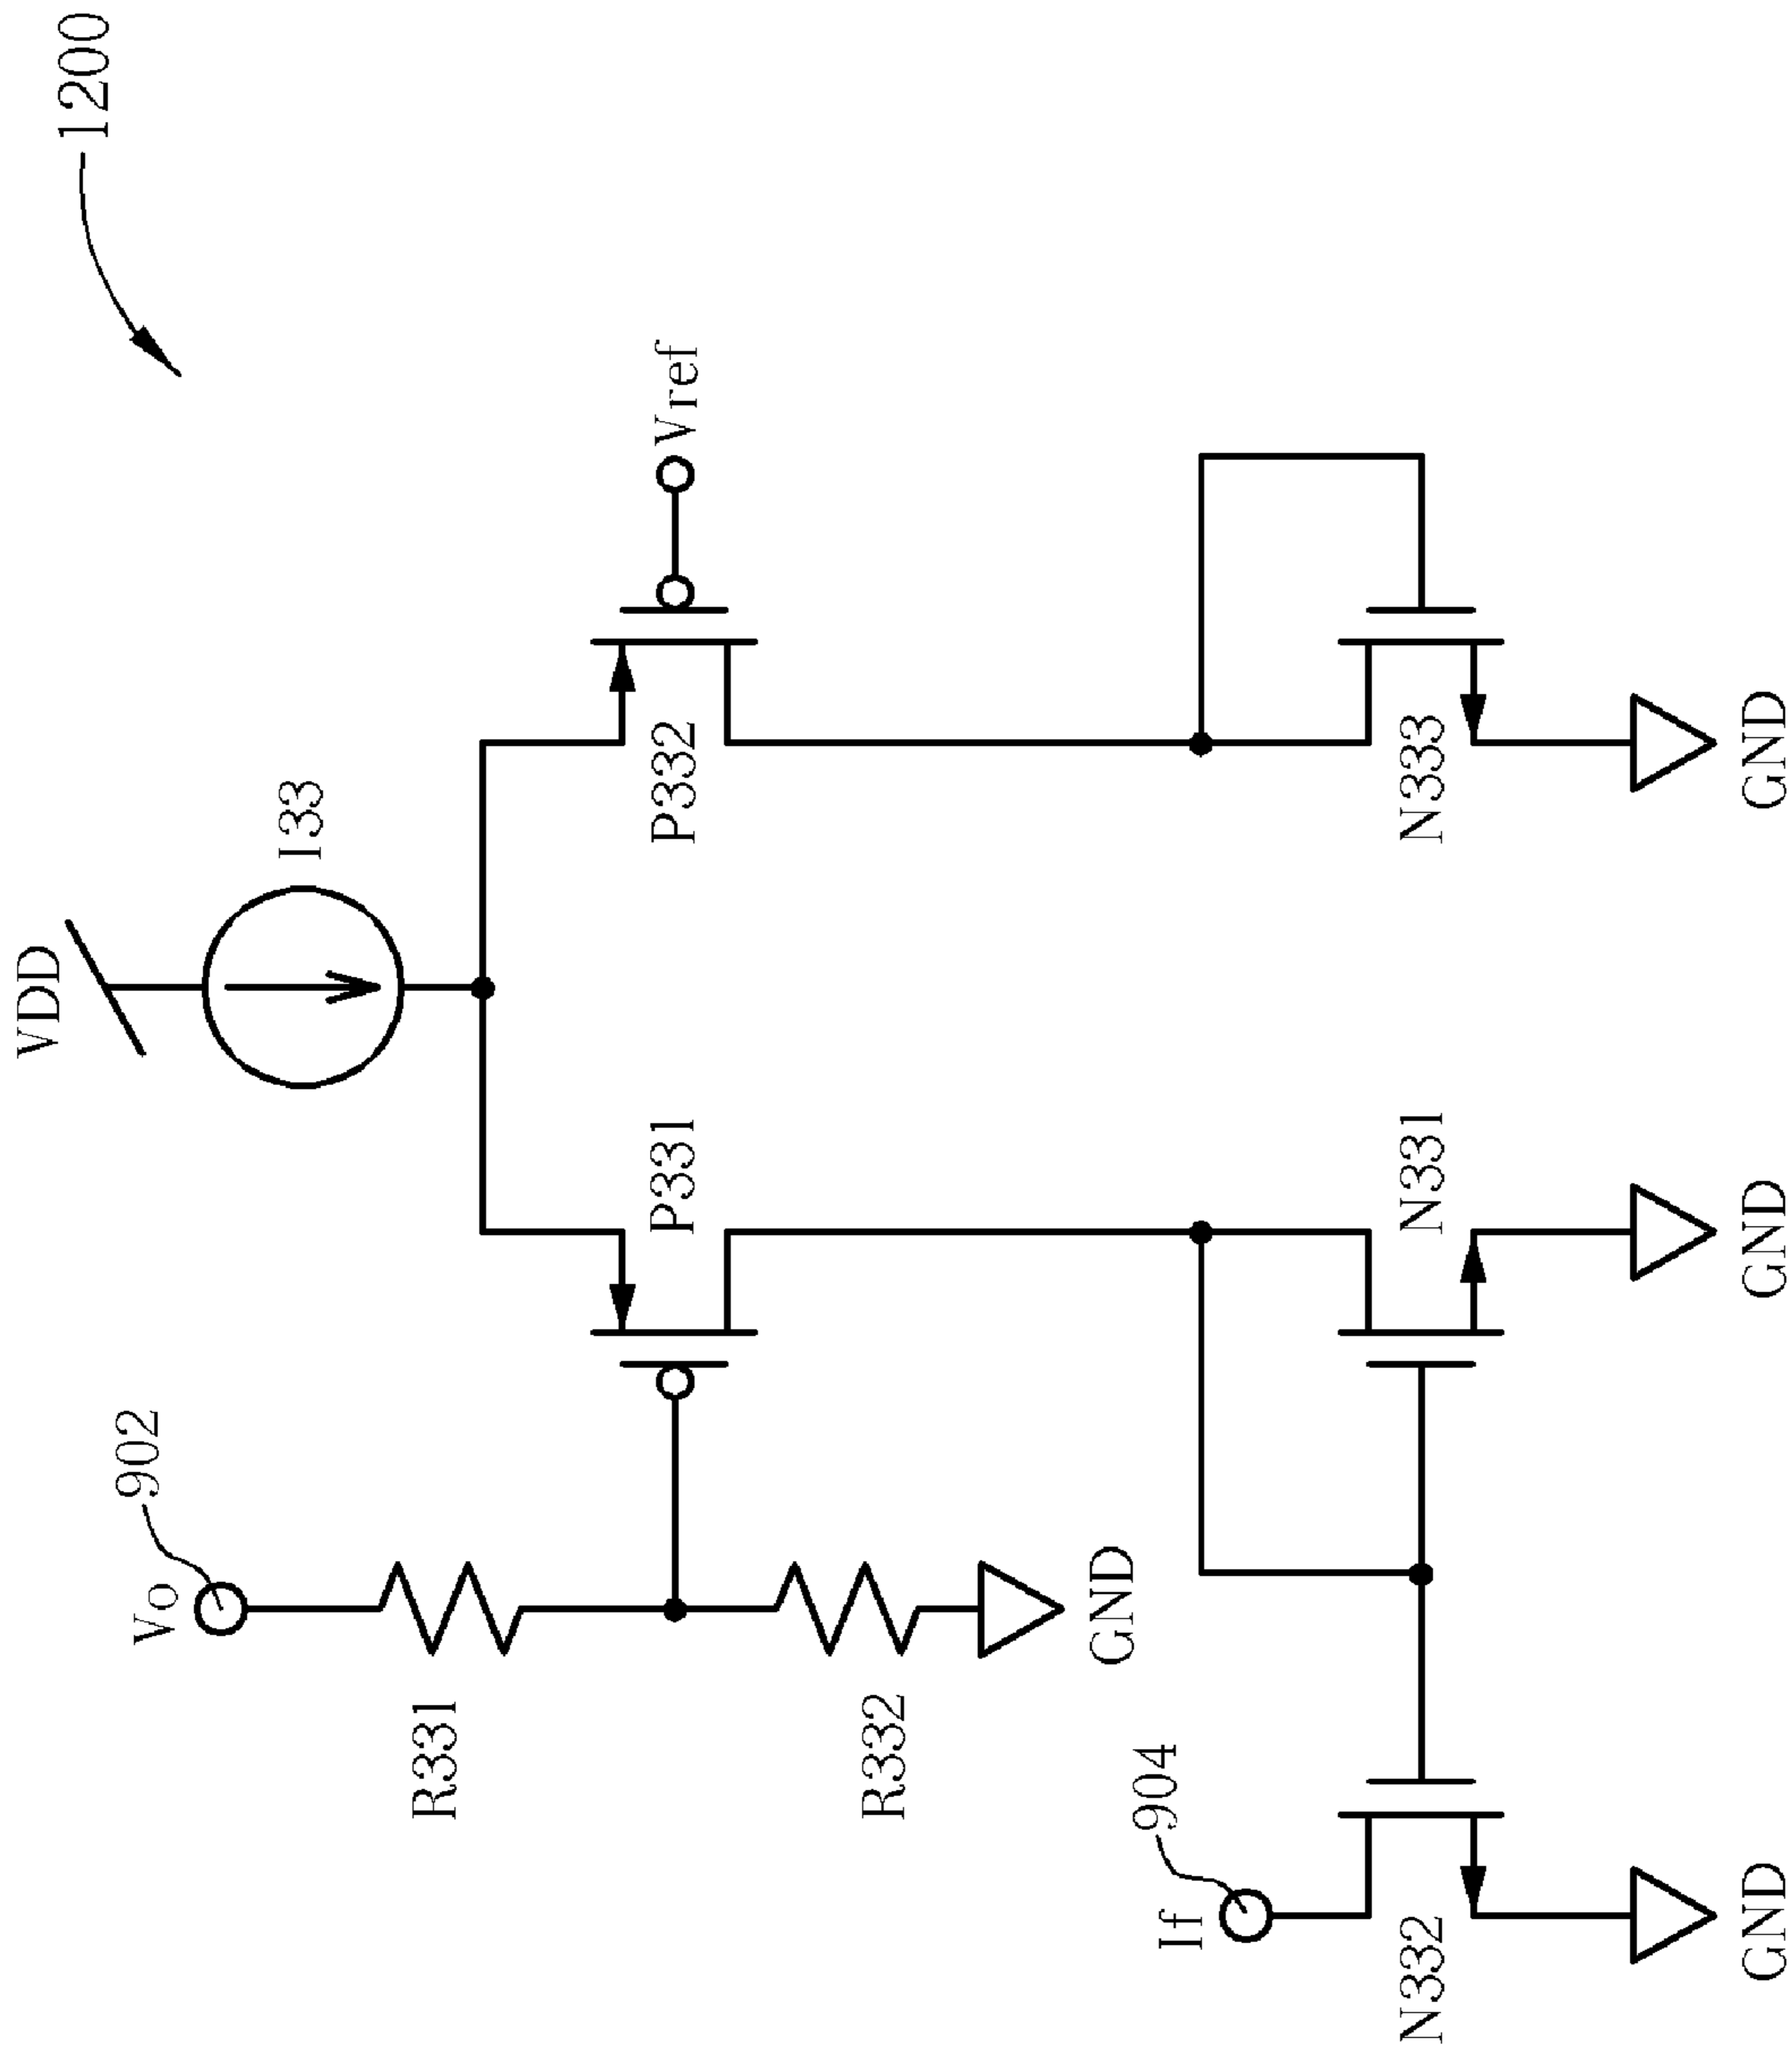 1200
VDD
I33
Vo
902
R331
P331
P332
Vref
R332
GND
If
904
N332
N331
N333
GND
GND
GND